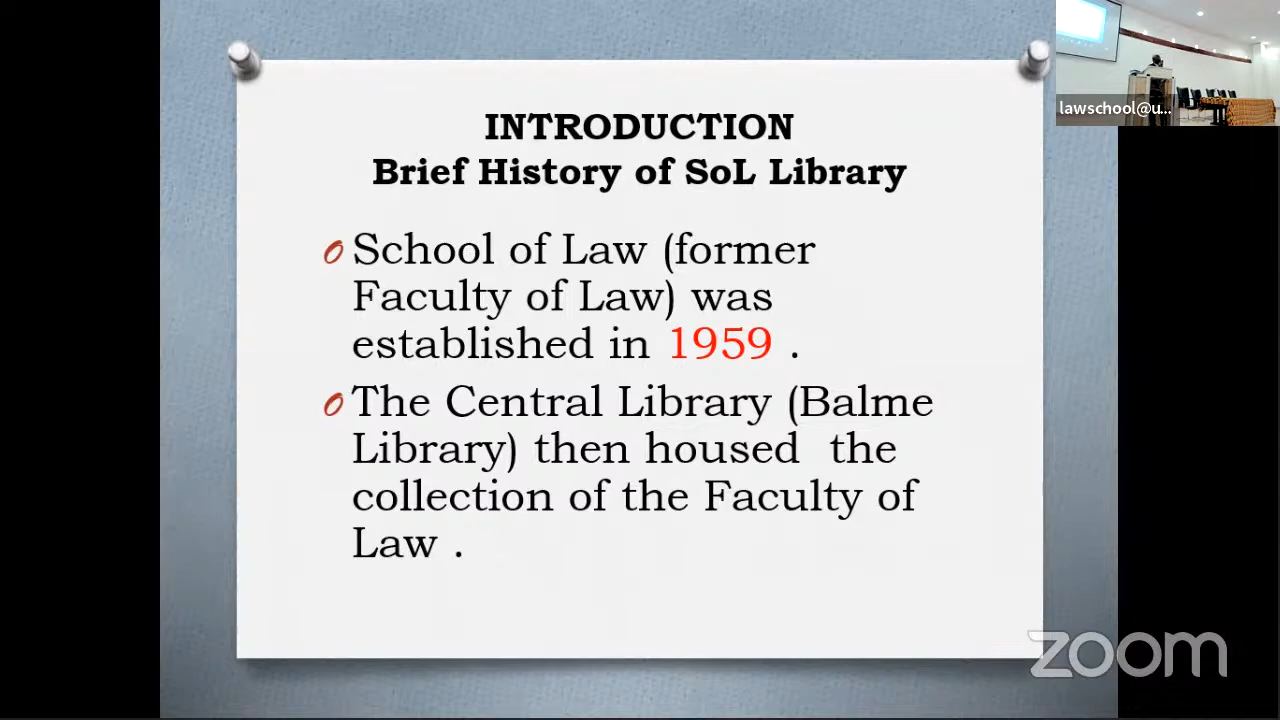 INTRODUCTION
Brief History of SoL Library
School of Law (former
Faculty of Law) was
established in 1959 .
The Central Library (Balme
Library) then housed the
collection of the Faculty of
Law .
lawschool@u...
zoom